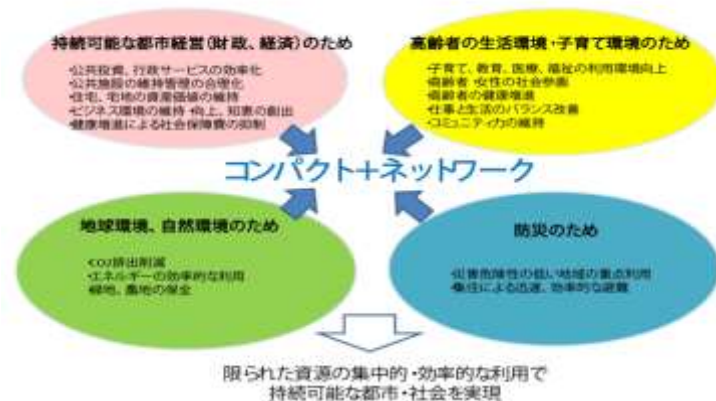 持続可能な都市経営(財政、経済)のため
・公共投資、行政サービスの効率化
・公共施設の維持管理の合理化
・住宅、宅地の資産価値の維持
・ビジネス環境の維持・向上、知恵の創出
・健康増進による社会保障費の抑制
高齢者の生活環境・子育て環境のため
・子育て、教育、医療、福祉の利用環境向上
・高齢者・女性の社会参画
・高齢者の健康増進
・仕事と生活のバランス改善
・コミュニティ力の維持
コンパクト+ネットワーク
地球環境、自然環境のため
・CO2排出削減
・エネルギーの効率的な利用
・緑地、農地の保全
防災のため
・災害危険性の低い地域の重点利用
・集住による迅速、効率的な避難
限られた資源の集中的・効率的な利用で
持続可能な都市・社会を実現